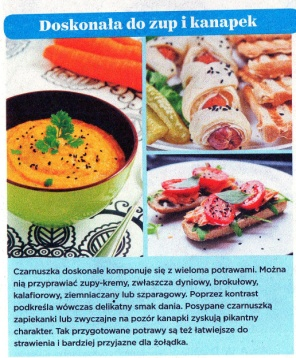 Doskonała do zup i kanapek
Czarnuszka doskonale komponuje się z wieloma potrawami. Można
nią przyprawiać zupy-kremy, zwłaszcza dyniowy, brokułowy,
kalafiorowy, ziemniaczany lub szparagowy. Poprzez kontrast
podkreśla wówczas delikatny smak dania. Posypane czarnuszką
zapiekanki lub zwyczajne na pozór kanapki zyskują pikantny
charakter. Tak przygotowane potrawy są też łatwiejsze do
strawienia i bardziej przyjazne dla żołądka.